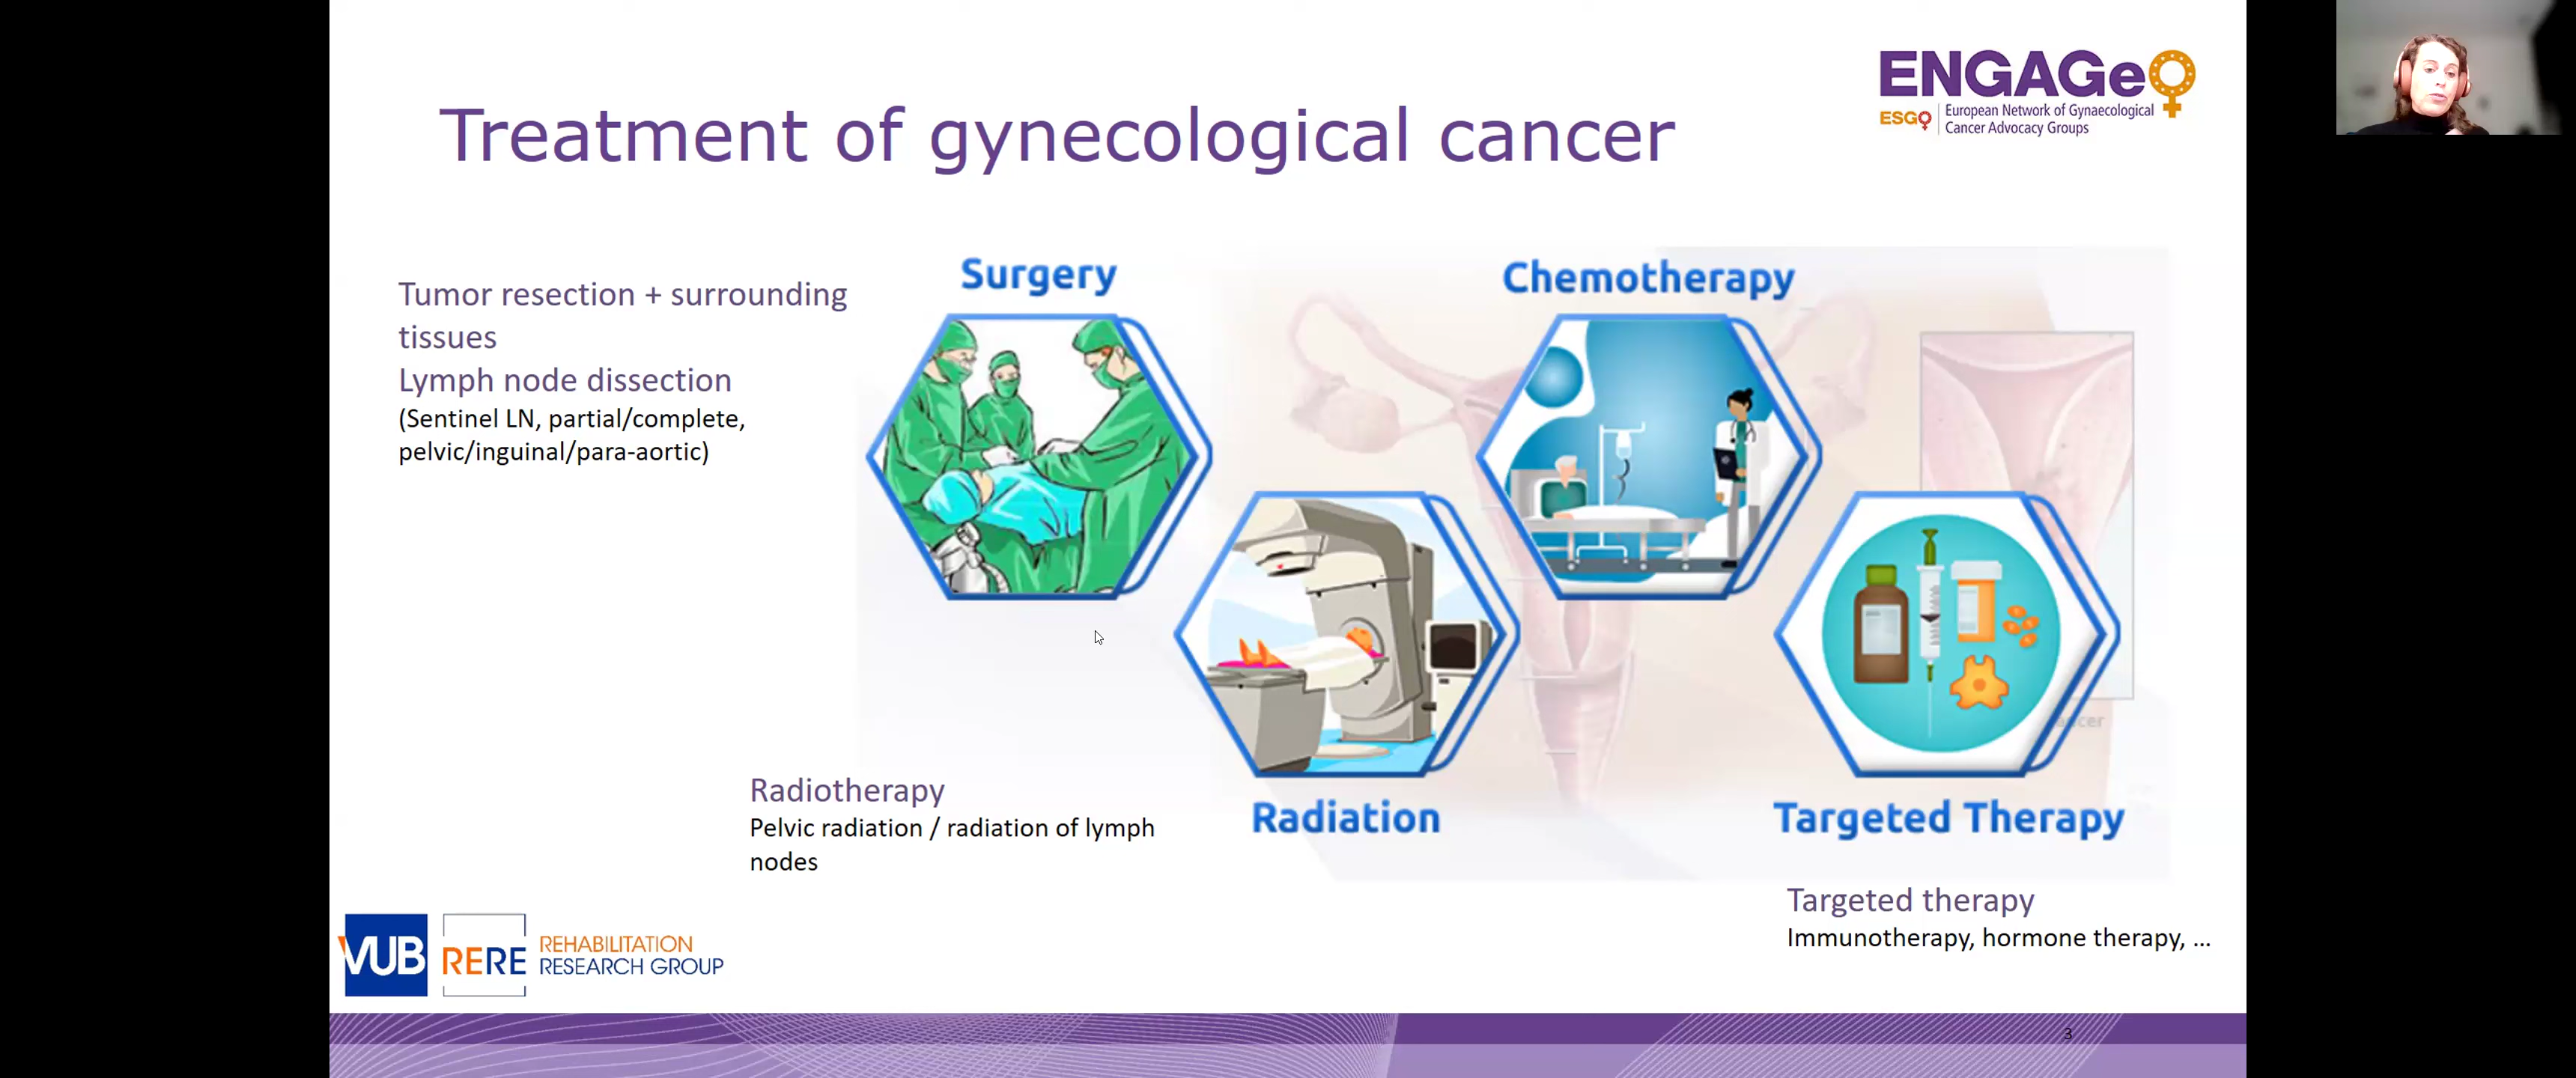 ENGAGe
ESGO
European Network of Gynaecological
Cancer Advocacy Groups
Treatment of gynecological cancer
Tumor resection + surrounding
tissues
Lymph node dissection
(Sentinel LN, partial/complete,
pelvic/inguinal/para-aortic)
Surgery
Chemotherapy
Radiotherapy
Pelvic radiation / radiation of lymph
nodes
Radiation
Targeted Therapy
Targeted therapy
Immunotherapy, hormone therapy, ...
VUB
RERE
REHABILITATION
RESEARCH GROUP
3